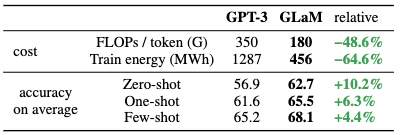 GPT-3 GLaM relative
cost FLOPs / token (G) 350 180 −48.6%
Train energy (MWh) 1287 456 −64.6%
accuracy on average Zero-shot 56.9 62.7 +10.2%
One-shot 61.6 65.5 +6.3%
Few-shot 65.2 68.1 +4.4%